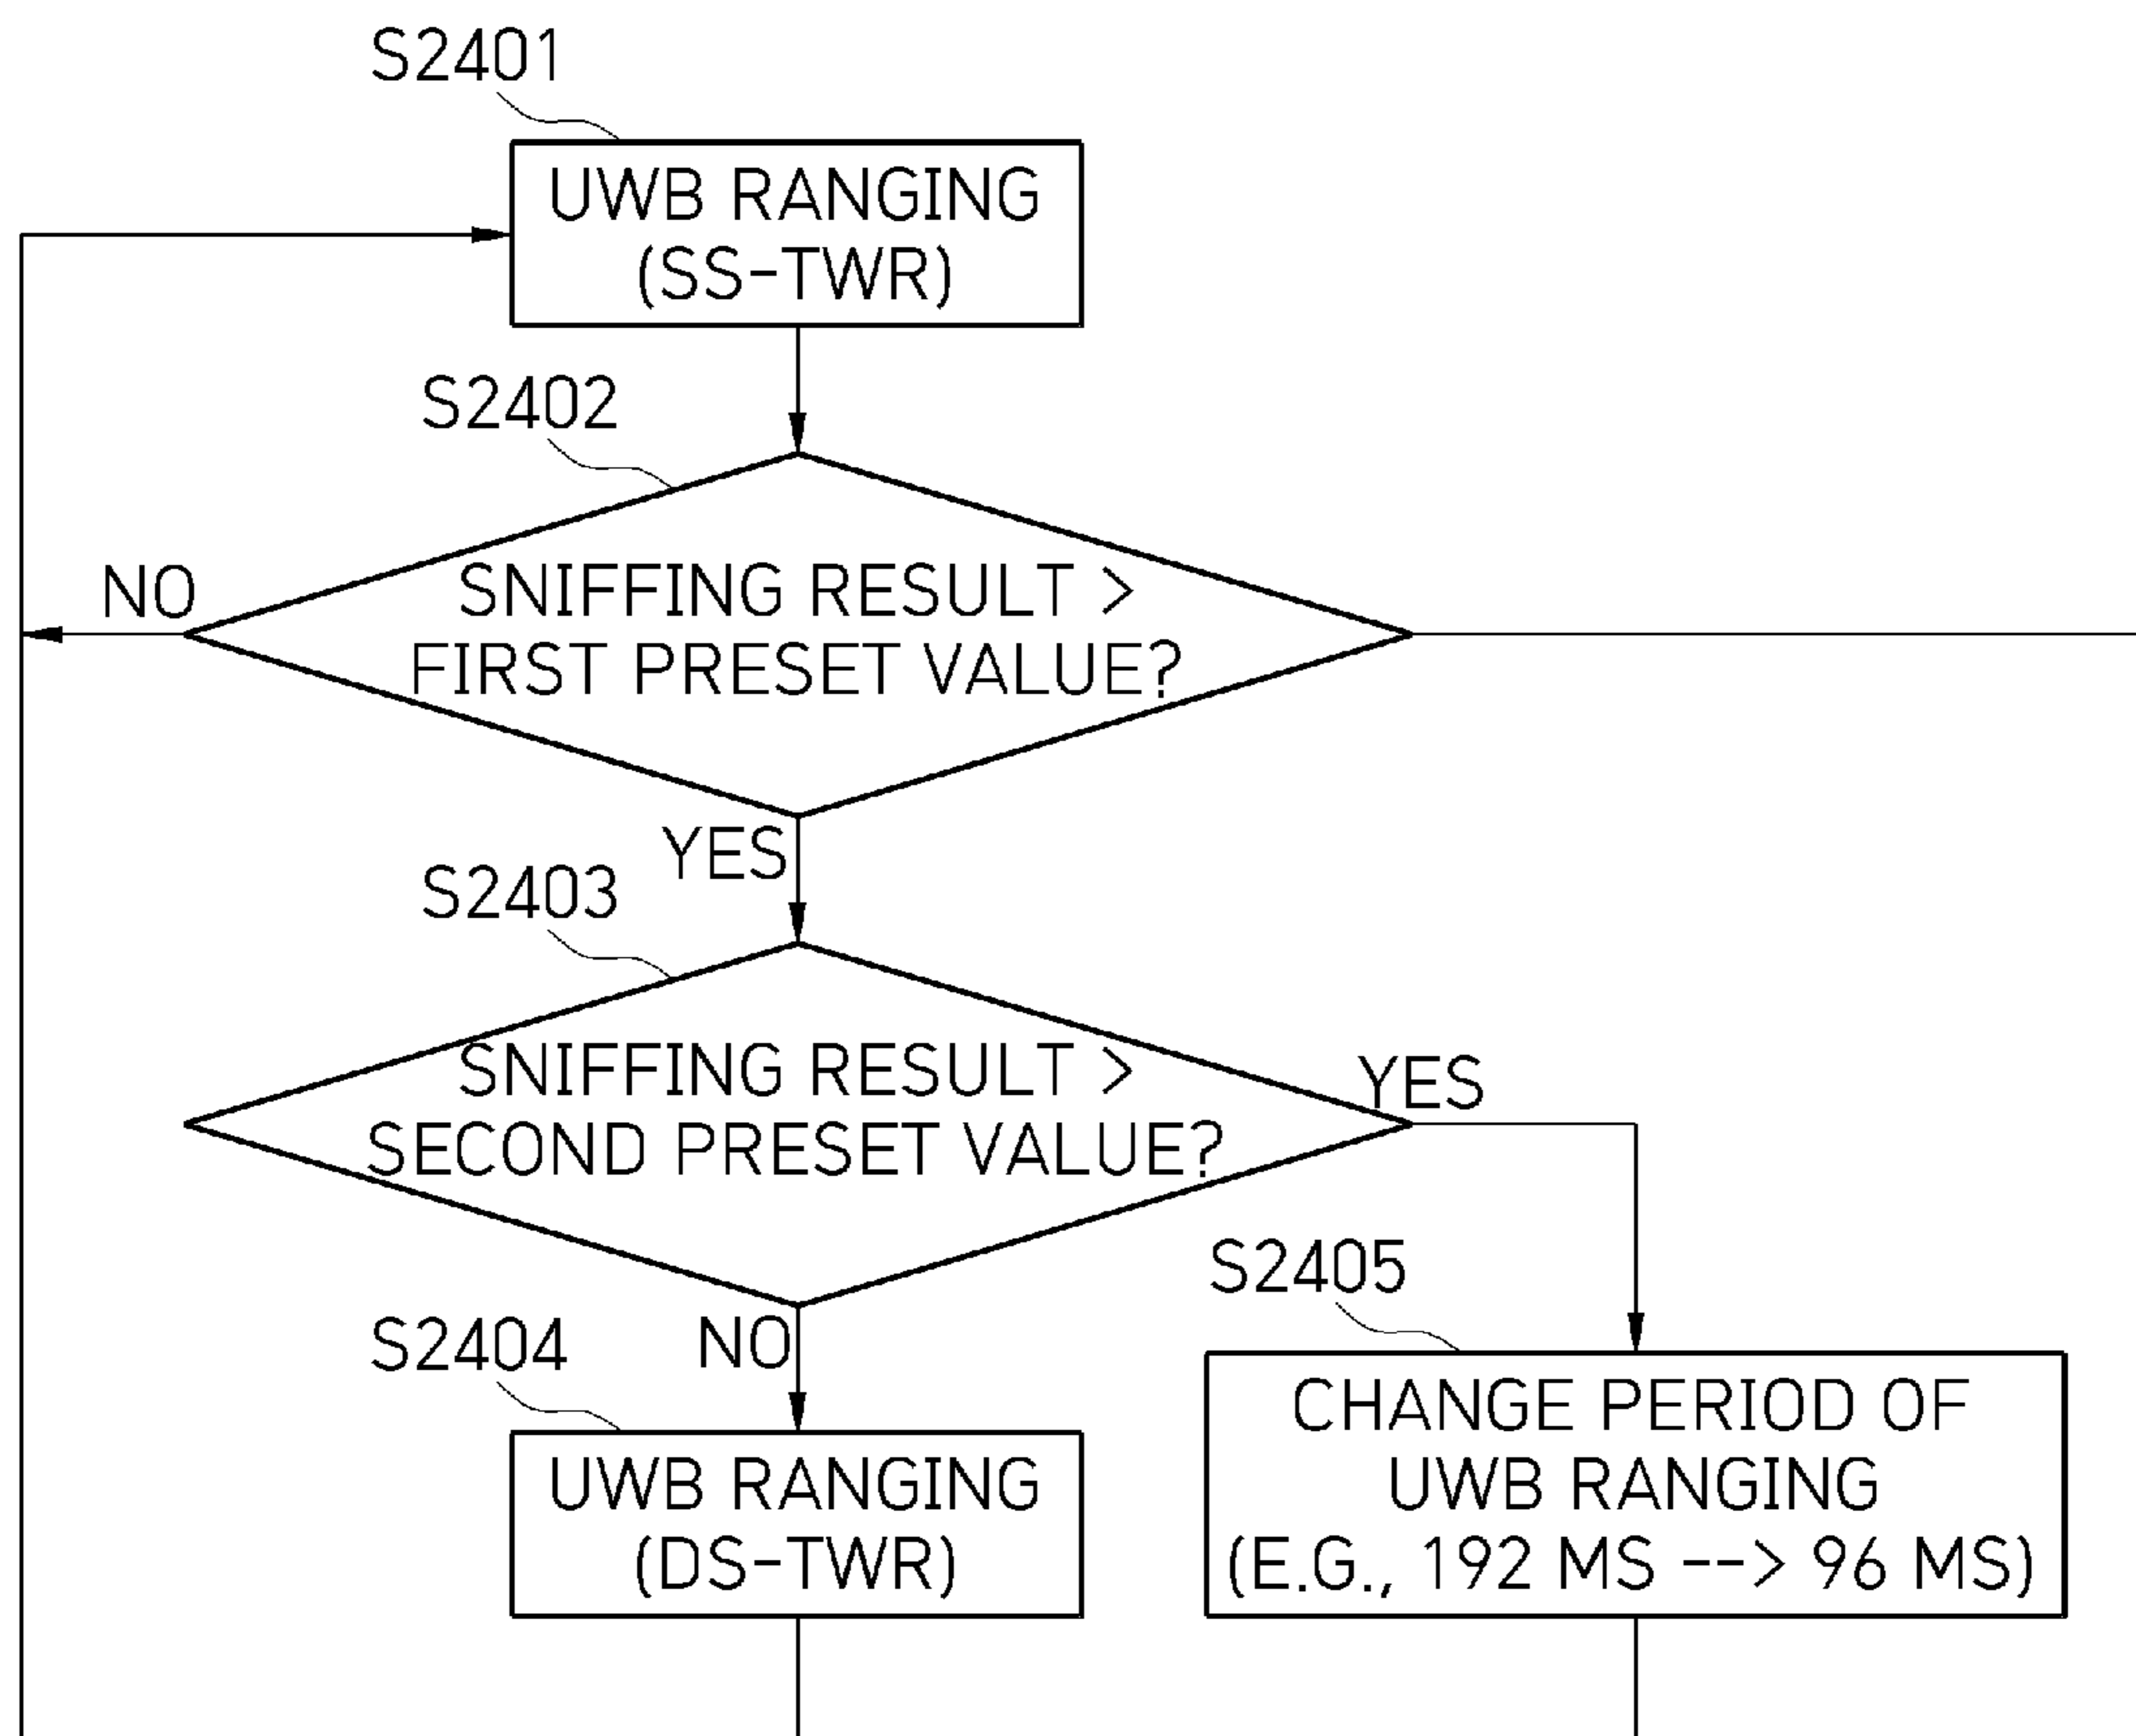 S2401
UWB RANGING
(SS-TWR)
S2402
NO
SNIFFING RESULT >
FIRST PRESET VALUE?
YES
S2403
SNIFFING RESULT >
SECOND PRESET VALUE?
YES
S2405
S2404
NO
CHANGE PERIOD OF
UWB RANGING
(E.G., 192 MS --> 96 MS)
UWB RANGING
(DS-TWR)